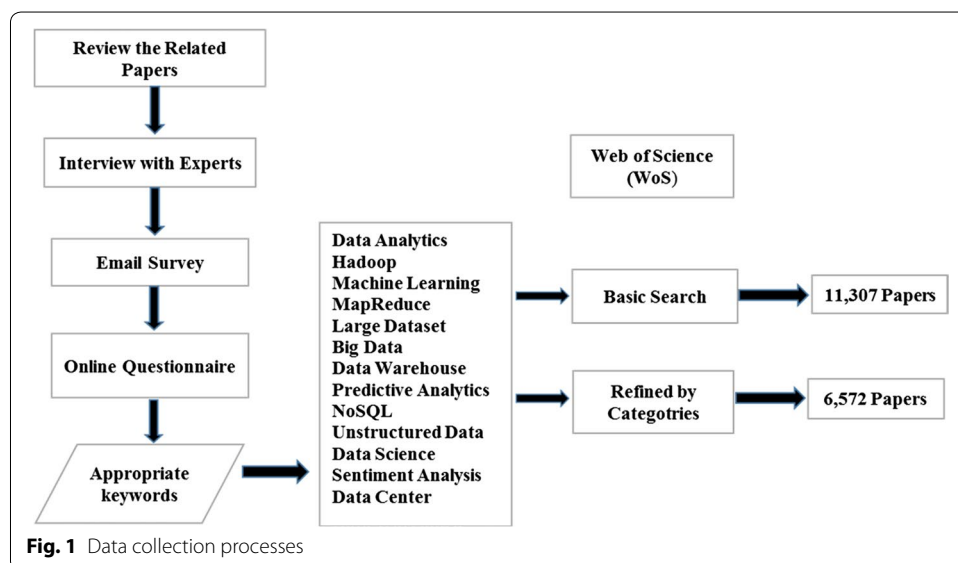 Review the Related
Papers
Interview with Experts
Email Survey
Online Questionnaire
Appropriate
keywords
Data Analytics
Hadoop
Machine Learning
MapReduce
Large Dataset
Big Data
Data Warehouse
Predictive Analytics
NoSQL
Unstructured Data
Data Science
Sentiment Analysis
Data Center
Web of Science
(WoS)
Basic Search
11,307 Papers
Refined by
Categotries
6,572 Papers
Fig. 1 Data collection processes